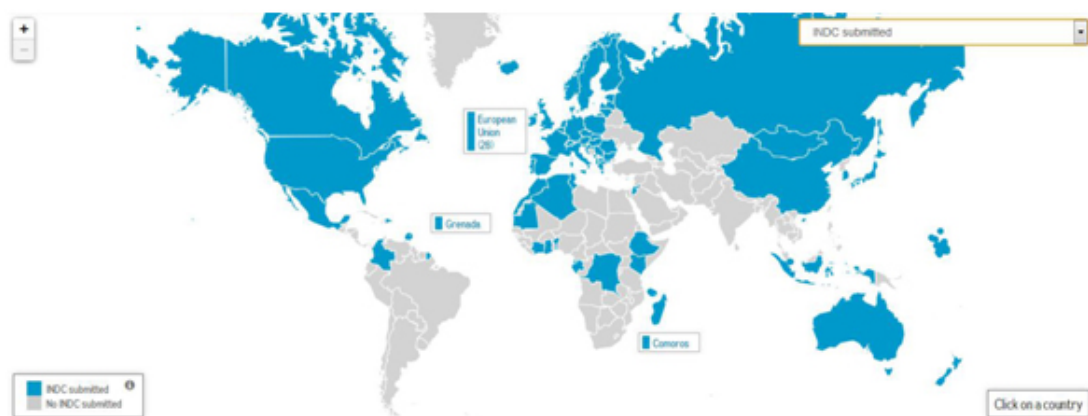 +
INDC submitted
−
European
Union
(28)
Grenada
Comoros
INDC submitted
No INDC submitted
Click on a country